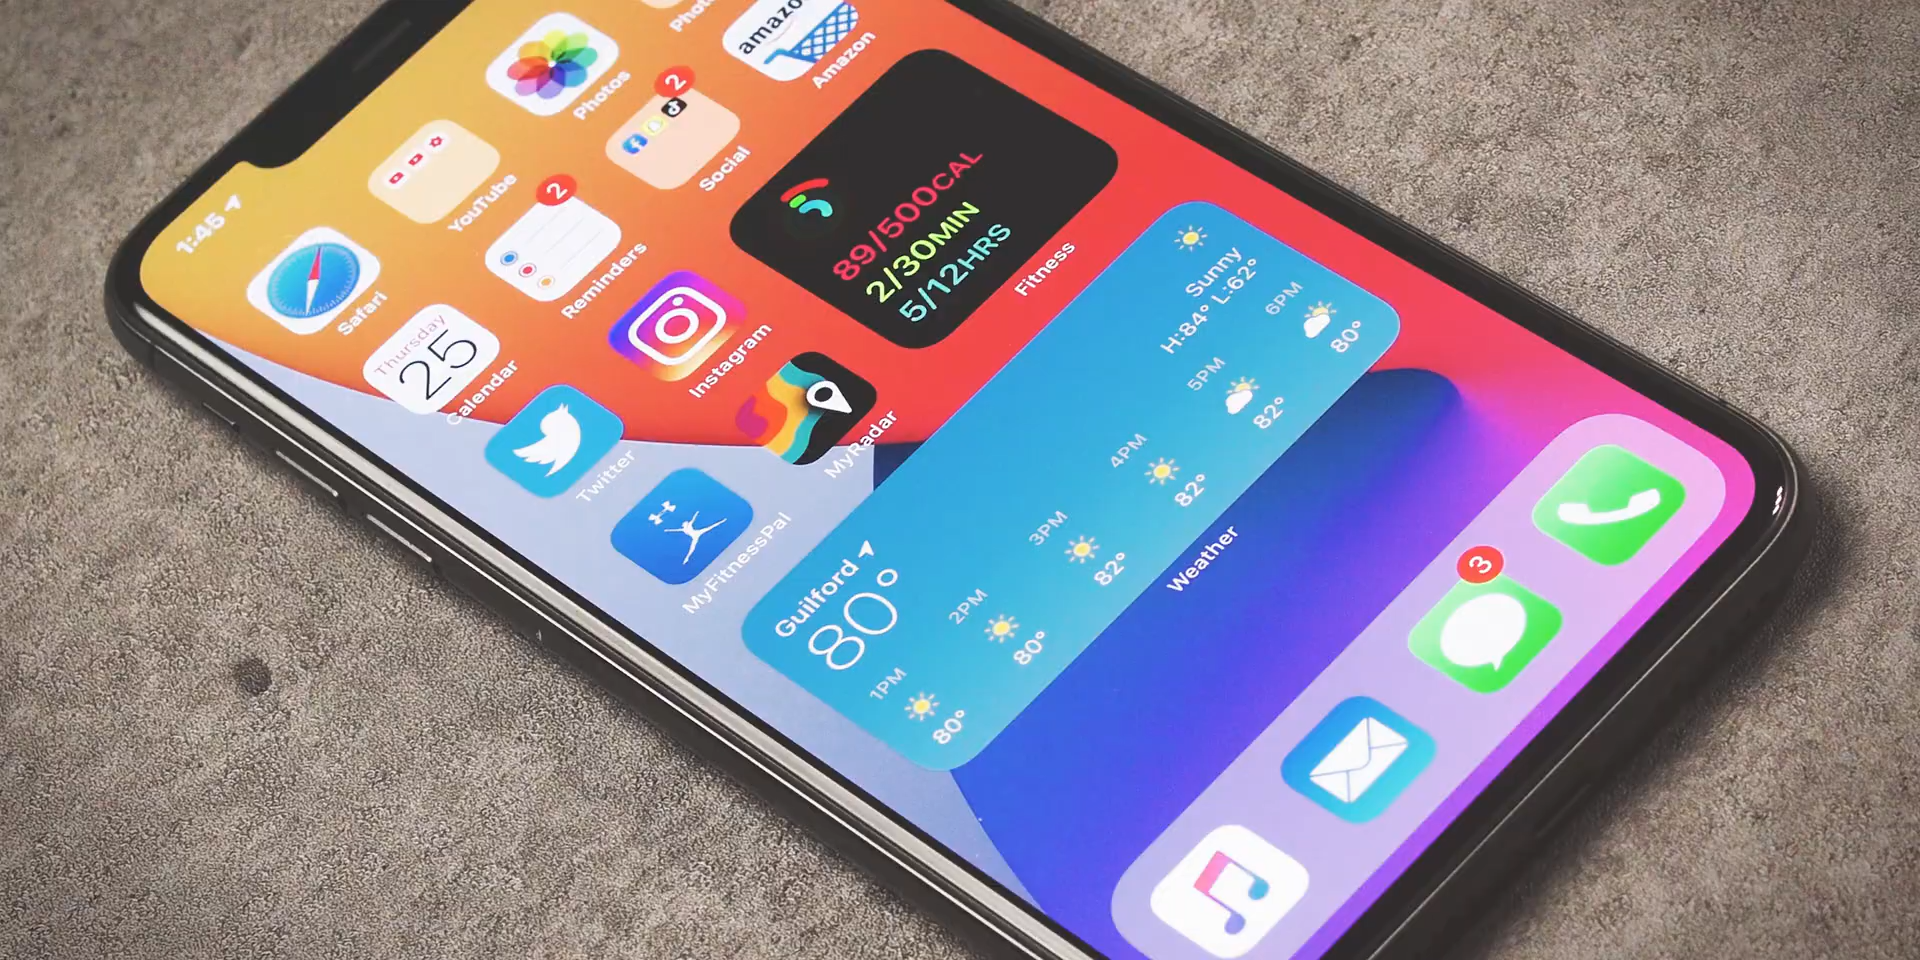 1:45
Safari
YouTube
Photos
Photos
Thursday
25
Calendar
2
Reminders
2
Social
amazon
Amazon
Twitter
Instagram
89/500CAL
2/30MIN
5/12HRS
Fitness
MyFitnessPal
MyRadar
Guilford
80°
Sunny
H:84° L:62°
1PM
2PM
3PM
4PM
5PM
6PM
80°
80°
82°
82°
82°
80°
Weather
3